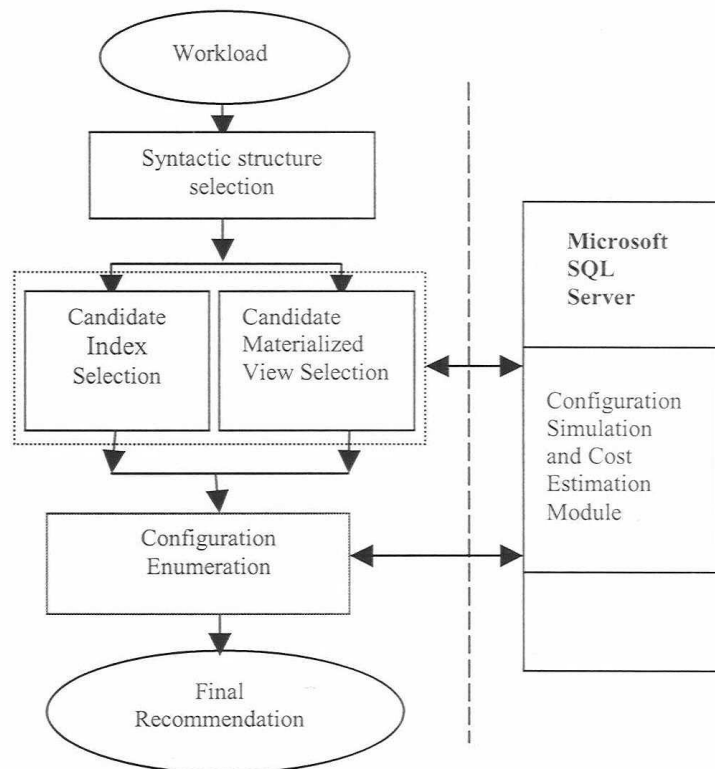 Workload
Syntactic structure
selection
Candidate
Index
Selection
Candidate
Materialized
View Selection
Configuration
Enumeration
Final
Recommendation
Microsoft
SQL
Server
Configuration
Simulation
and Cost
Estimation
Module